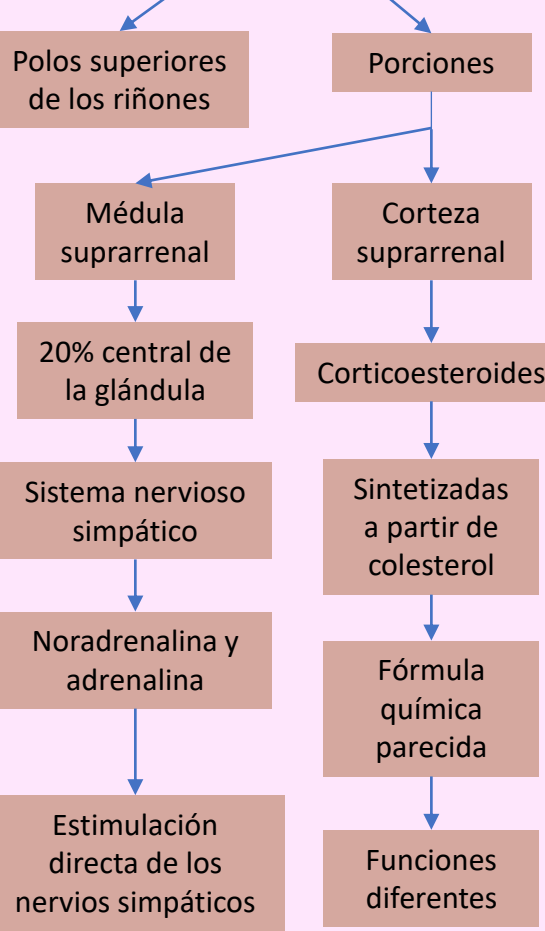 Polos superiores
de los riñones
Porciones
Médula
suprarrenal
20% central de
la glándula
Sistema nervioso
simpático
Noradrenalina y
adrenalina
Estimulación
directa de los
nervios simpáticos
Corteza
suprarrenal
Corticoesteroides
Sintetizadas
a partir de
colesterol
Fórmula
química
parecida
Funciones
diferentes